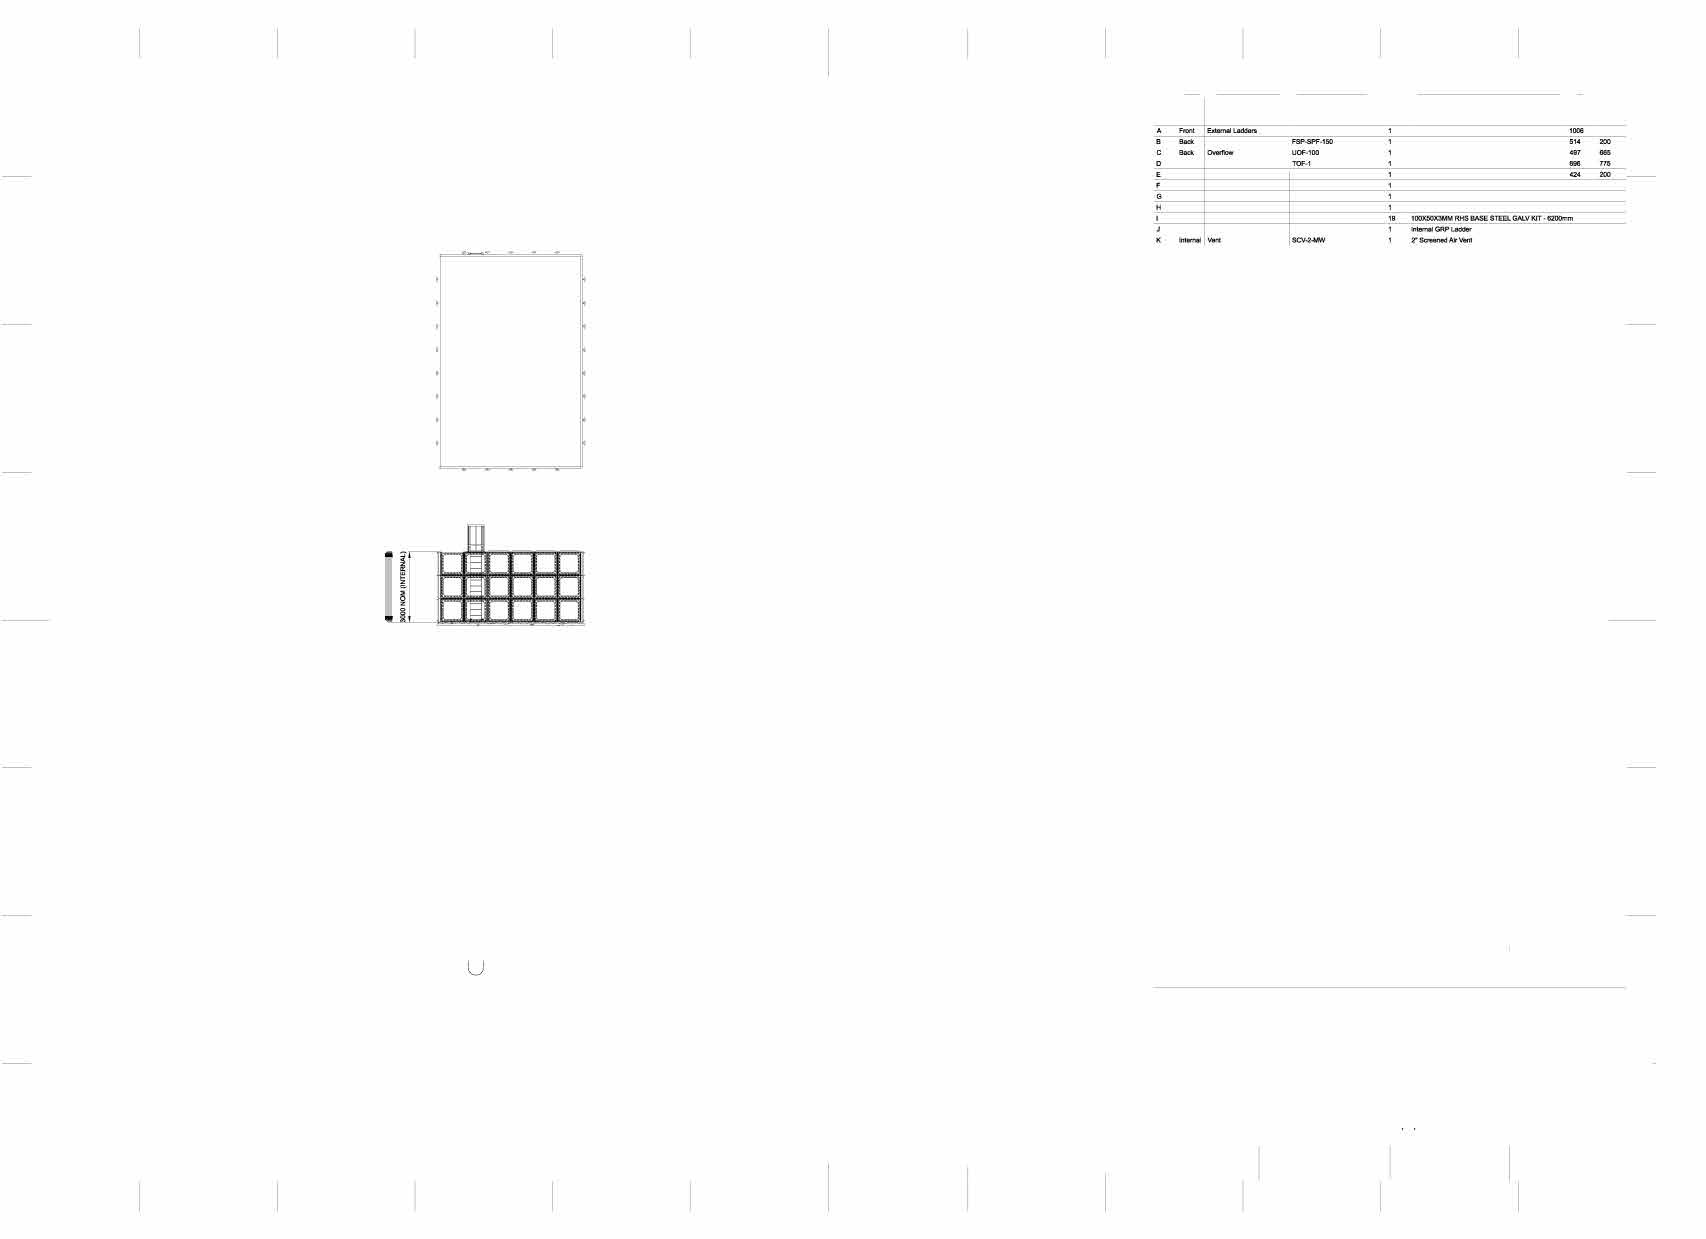 A Front External Ladders 1 1006
B Back FSP-SPF-150 1 514 200
C Back Overflow UOF-100 1 497 665
D TOF-1 1 696 775
E 1 424 200
F 1
G 1
H 1
I 19 100X50X3MM RHS BASE STEEL GALV KIT - 6200mm
J 1 Internal GRP Ladder
K Internal Vent SCV-2-MW 1 2" Screened Air Vent
3000 NOM (INTERNAL)